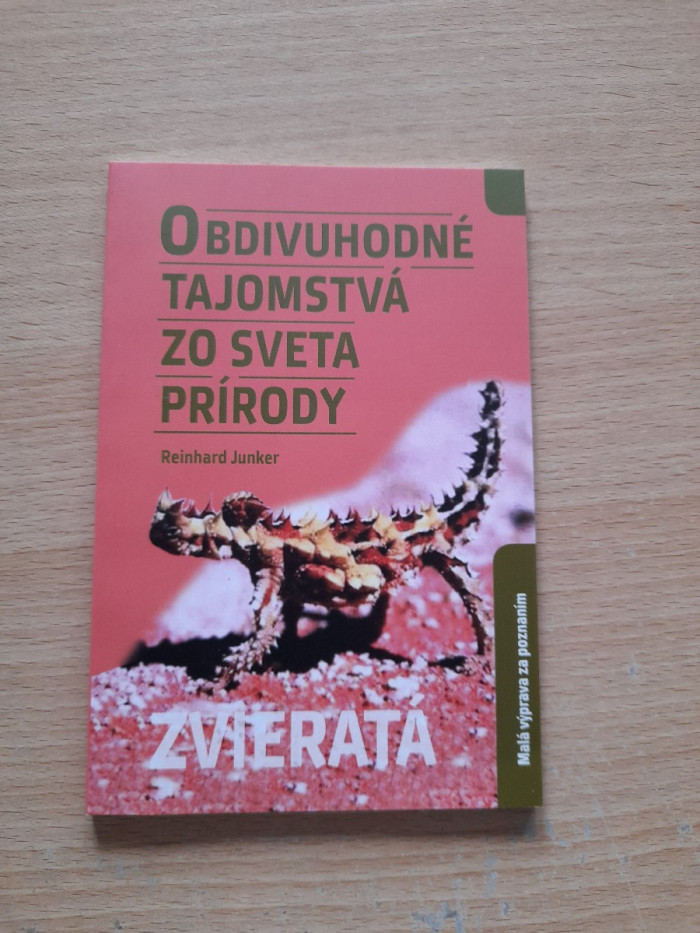 OBDIVUHODNÉ
TAJOMSTVÁ
ZO SVETA
PRÍRODY
Reinhard Junker
ZVIERATÁ
Malá výprava za poznaním